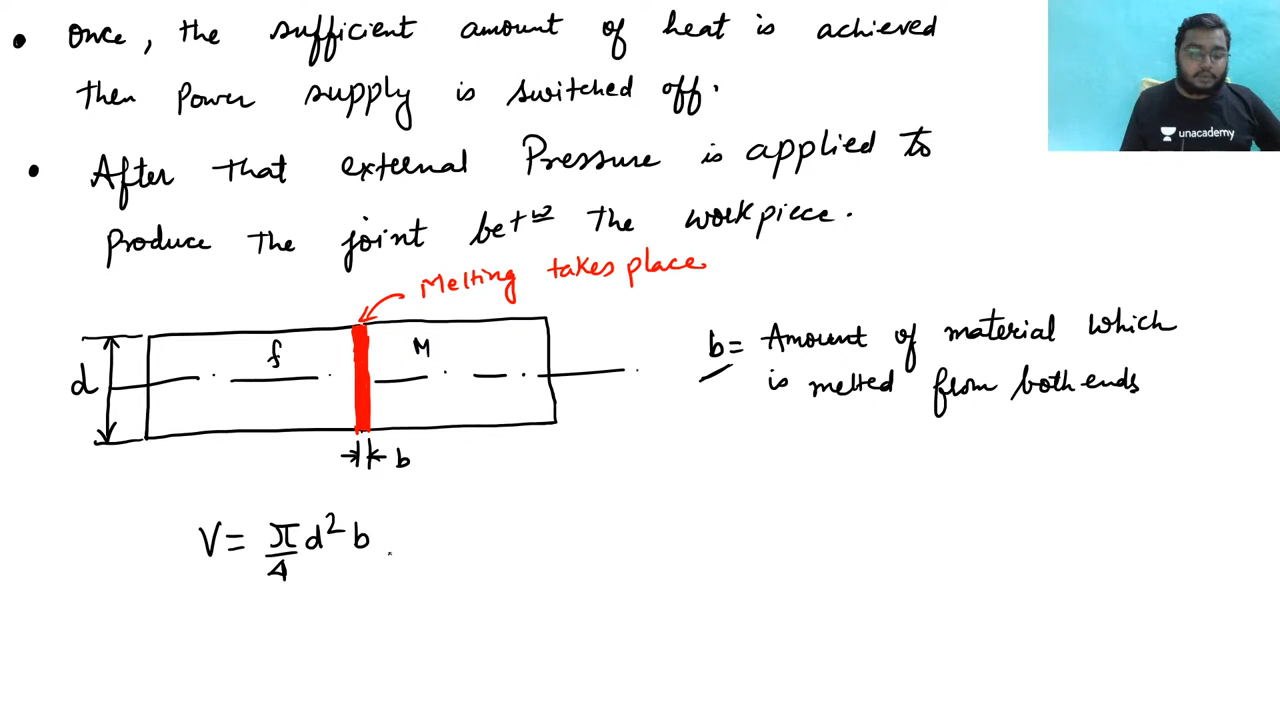 • Once, the sufficient amount of heat is achieved
then Power supply is switched off.
• After that external Pressure is applied to
Produce the joint betⁿ the workpiece.
Melting takes place
f
M
d
b
b = Amount of material which
is melted from both ends
V = π/4 d² b
unacademy